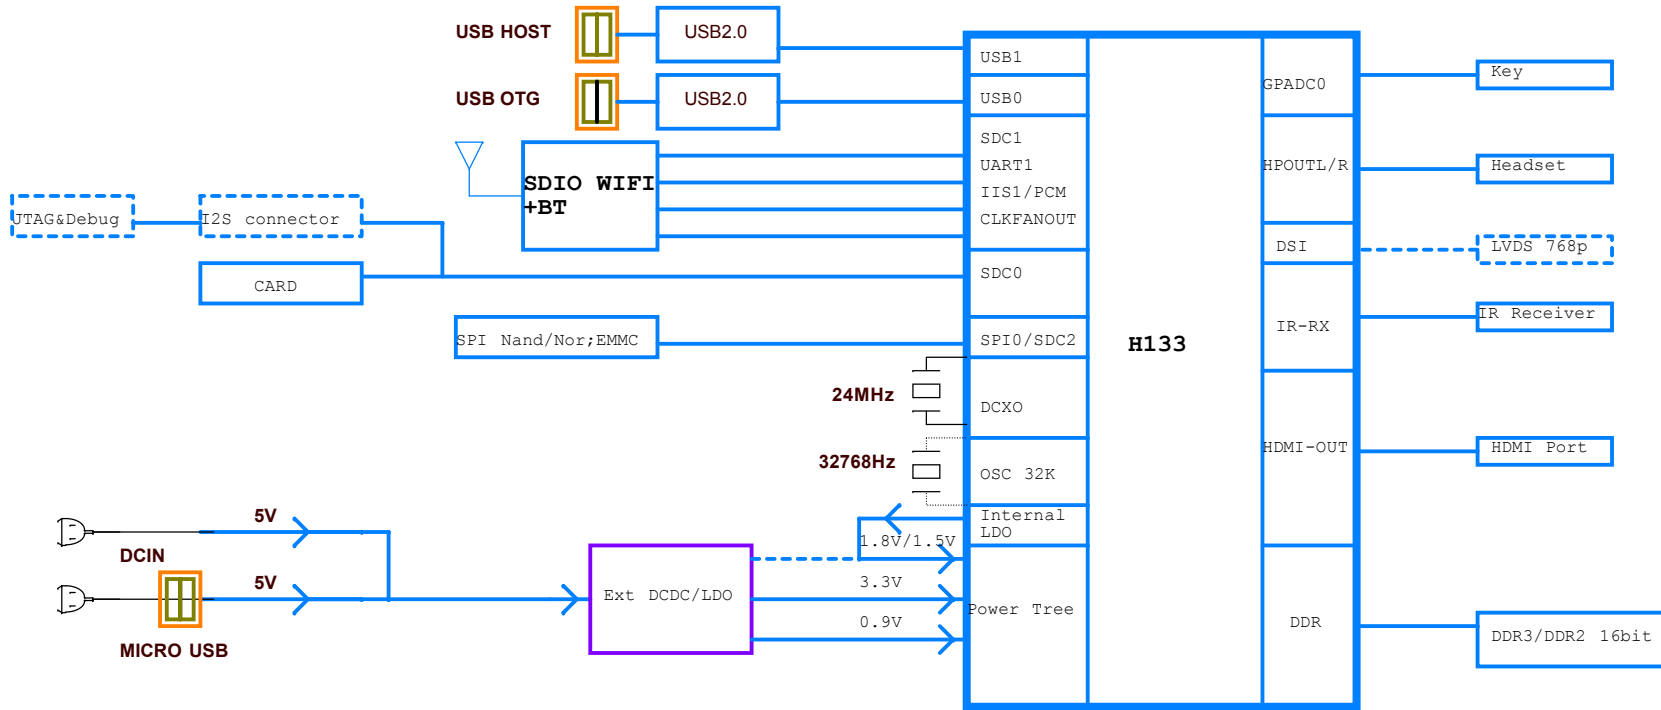 USB HOST
USB2.0
USB OTG
USB2.0
SDIO WIFI
+BT
JTAG&Debug
I2S connector
CARD
SPI Nand/Nor;EMMC
24MHz
32768Hz
5V
DCIN
5V
MICRO USB
Ext DCDC/LDO
1.8V/1.5V
3.3V
0.9V
USB1
USB0
SDC1
UART1
IIS1/PCM
CLKFANOUT
SDC0
SPI0/SDC2
DCXO
OSC 32K
Internal
LDO
Power Tree
H133
GPADC0
HPOUTL/R
DSI
IR-RX
HDMI-OUT
DDR
Key
Headset
LVDS 768p
IR Receiver
HDMI Port
DDR3/DDR2 16bit